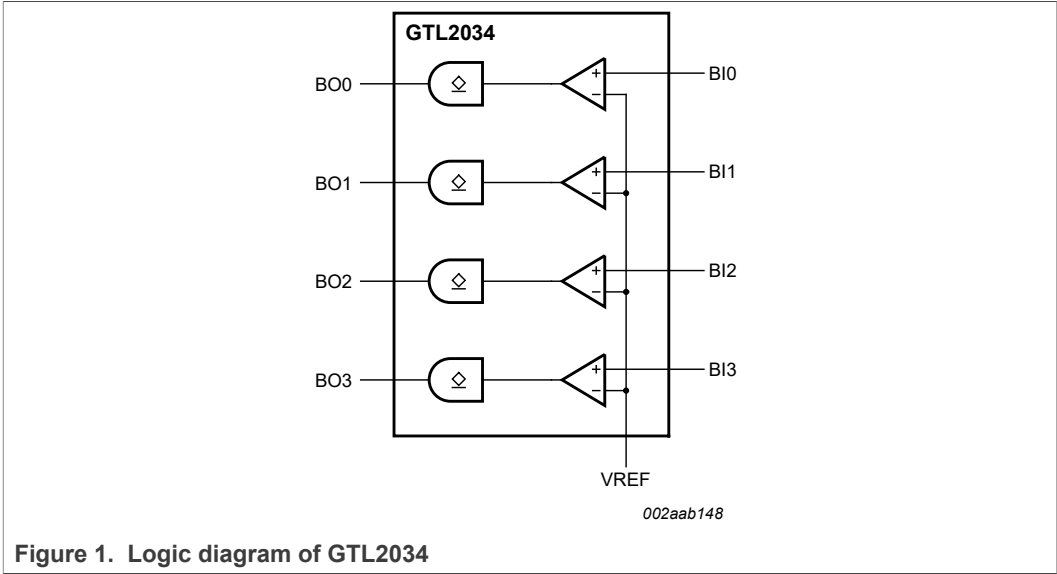 GTL2034
BO0
+
−
BI0
BO1
+
−
BI1
BO2
+
−
BI2
BO3
+
−
BI3
VREF
002aab148
Figure 1. Logic diagram of GTL2034